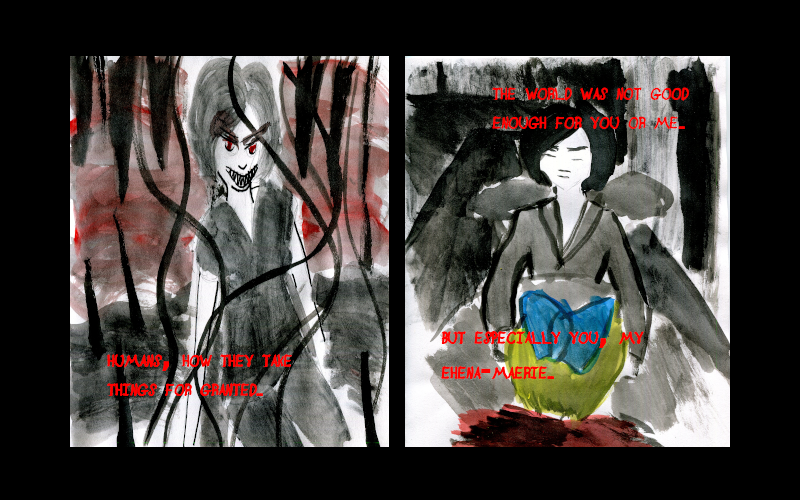 HUMANS, HOW THEY TAKE
THINGS FOR GRANTED...
THE WORLD WAS NOT GOOD
ENOUGH FOR YOU OR ME...
BUT ESPECIALLY YOU, MY
EHENA-MAERIE...